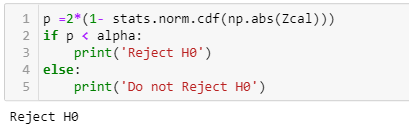 1 p =2*(1- stats.norm.cdf(np.abs(Zcal)))
2 if p < alpha:
3     print('Reject H0')
4 else:
5     print('Do not Reject H0')
Reject H0